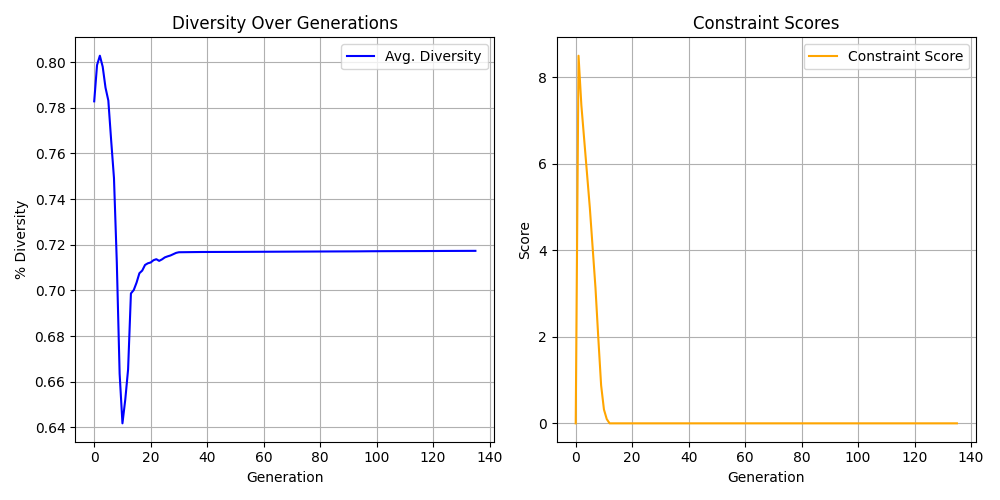 Diversity Over Generations
% Diversity
0.80
0.78
0.76
0.74
0.72
0.70
0.68
0.66
0.64
Avg. Diversity
0 20 40 60 80 100 120 140
Generation
Constraint Scores
Score
8
6
4
2
0
Constraint Score
0 20 40 60 80 100 120 140
Generation